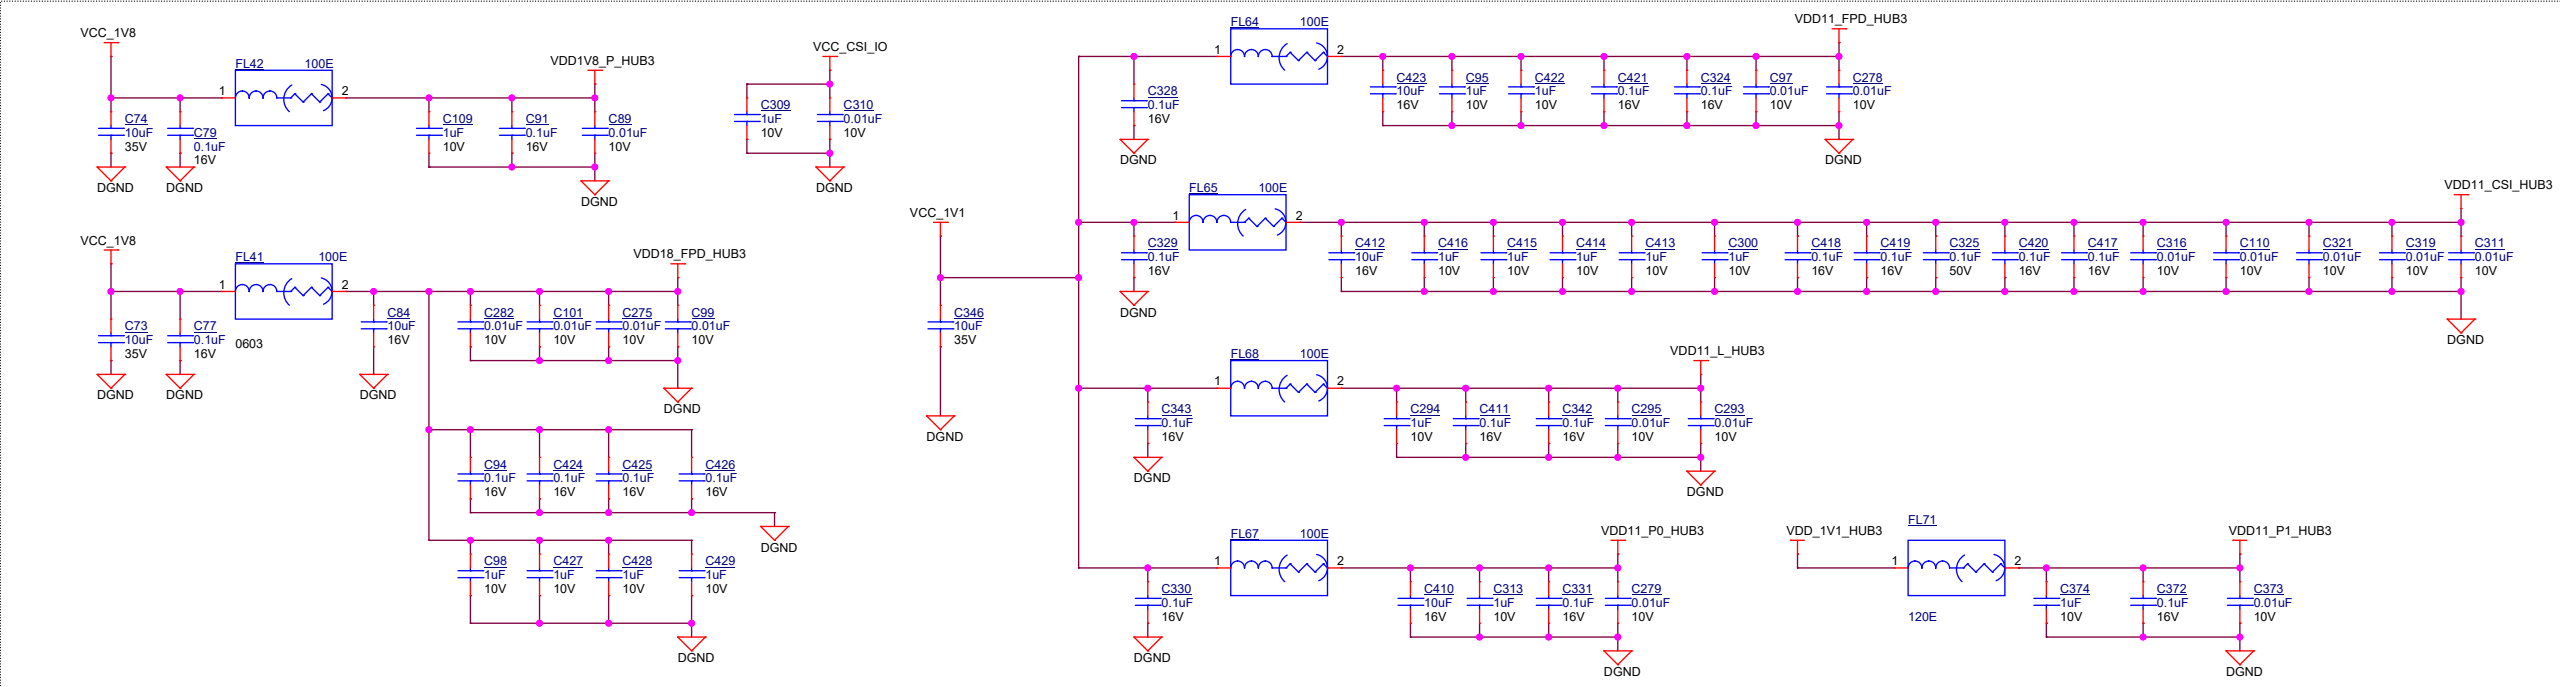 VCC_1V8
FL42 100E
1 2
VDD1V8_P_HUB3
C74
10uF
35V
C79
0.1uF
16V
C109
1uF
10V
C91
0.1uF
16V
C89
0.01uF
10V
DGND
DGND
DGND
VCC_CSI_IO
C309
1uF
10V
C310
0.01uF
10V
DGND
VCC_1V8
FL41 100E
1 2
VDD18_FPD_HUB3
C73
10uF
35V
C77
0.1uF
16V
0603
C84
10uF
16V
C282
0.01uF
10V
C101
0.01uF
10V
C275
0.01uF
10V
C99
0.01uF
10V
DGND
DGND
DGND
DGND
C94
0.1uF
16V
C424
0.1uF
16V
C425
0.1uF
16V
C426
0.1uF
16V
DGND
C98
1uF
10V
C427
1uF
10V
C428
1uF
10V
C429
1uF
10V
DGND
VCC_1V1
C346
10uF
35V
DGND
FL64 100E
1 2
VDD11_FPD_HUB3
C328
0.1uF
16V
DGND
C423
10uF
16V
C95
1uF
10V
C422
1uF
10V
C421
0.1uF
16V
C324
0.1uF
16V
C97
0.01uF
10V
C278
0.01uF
10V
DGND
FL65 100E
1 2
VDD11_CSI_HUB3
C329
0.1uF
16V
DGND
C412
10uF
16V
C416
1uF
10V
C415
1uF
10V
C414
1uF
10V
C413
1uF
10V
C300
1uF
10V
C418
0.1uF
16V
C419
0.1uF
16V
C325
0.1uF
50V
C420
0.1uF
16V
C417
0.1uF
16V
C316
0.01uF
10V
C110
0.01uF
10V
C321
0.01uF
10V
C319
0.01uF
10V
C311
0.01uF
10V
DGND
FL68 100E
1 2
VDD11_L_HUB3
C343
0.1uF
16V
DGND
C294
1uF
10V
C411
0.1uF
16V
C342
0.1uF
16V
C295
0.01uF
10V
C293
0.01uF
10V
DGND
FL67 100E
1 2
VDD11_P0_HUB3
C330
0.1uF
16V
DGND
C410
10uF
16V
C313
1uF
10V
C331
0.1uF
16V
C279
0.01uF
10V
DGND
VDD_1V1_HUB3
FL71
1 2
120E
VDD11_P1_HUB3
C374
1uF
10V
C372
0.1uF
16V
C373
0.01uF
10V
DGND